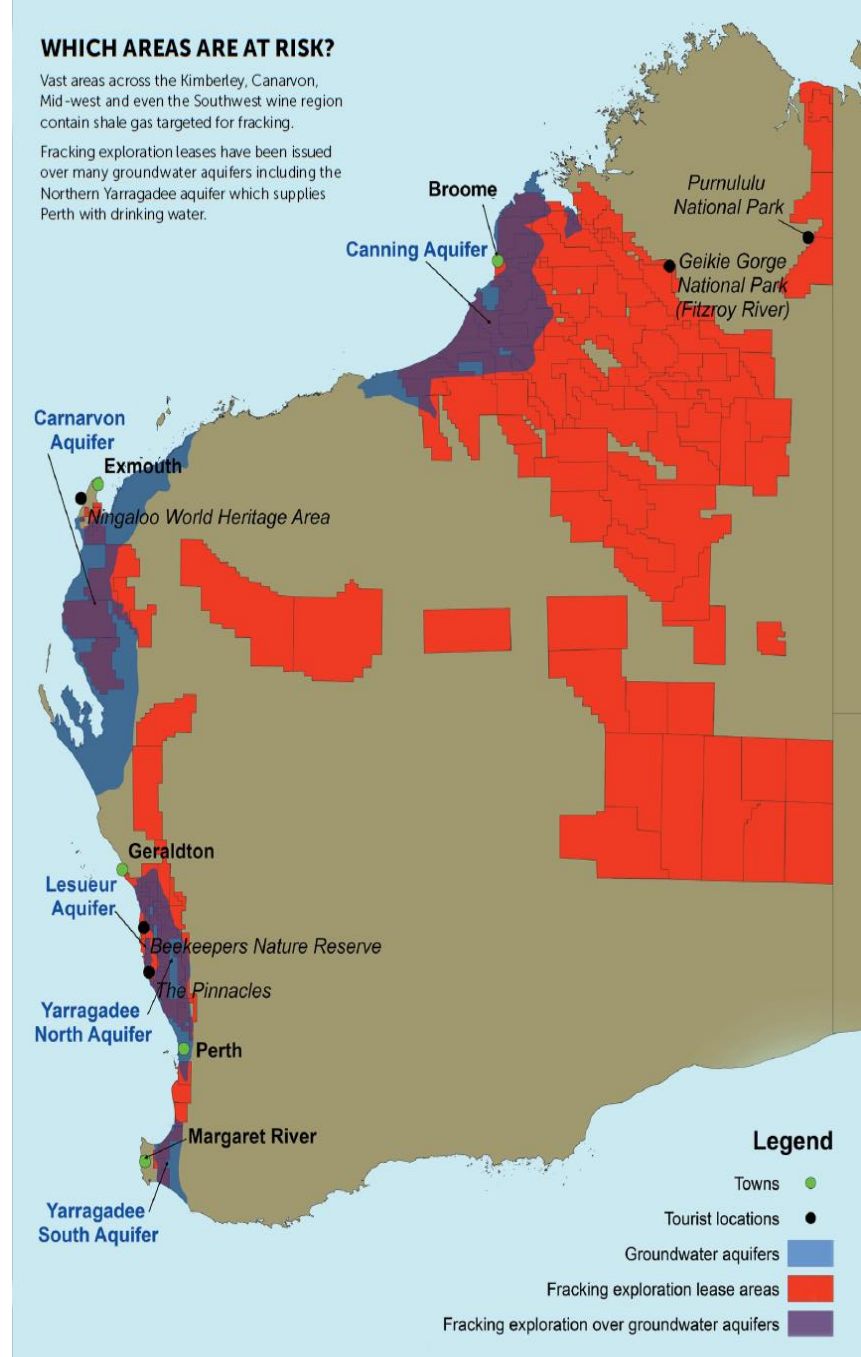 WHICH AREAS ARE AT RISK?
Vast areas across the Kimberley, Canarvon,
Mid-west and even the Southwest wine region
contain shale gas targeted for fracking.
Fracking exploration leases have been issued
over many groundwater aquifers including the
Northern Yarragadee aquifer which supplies
Perth with drinking water.
Broome
Purnululu
National Park
Canning Aquifer
Geikie Gorge
National Park
(Fitzroy River)
Carnarvon
Aquifer
Exmouth
Ningaloo World Heritage Area
Geraldton
Lesueur
Aquifer
Beekeepers Nature Reserve
The Pinnacles
Yarragadee
North Aquifer
Perth
Margaret River
Yarragadee
South Aquifer
Legend
Towns
Tourist locations
Groundwater aquifers
Fracking exploration lease areas
Fracking exploration over groundwater aquifers